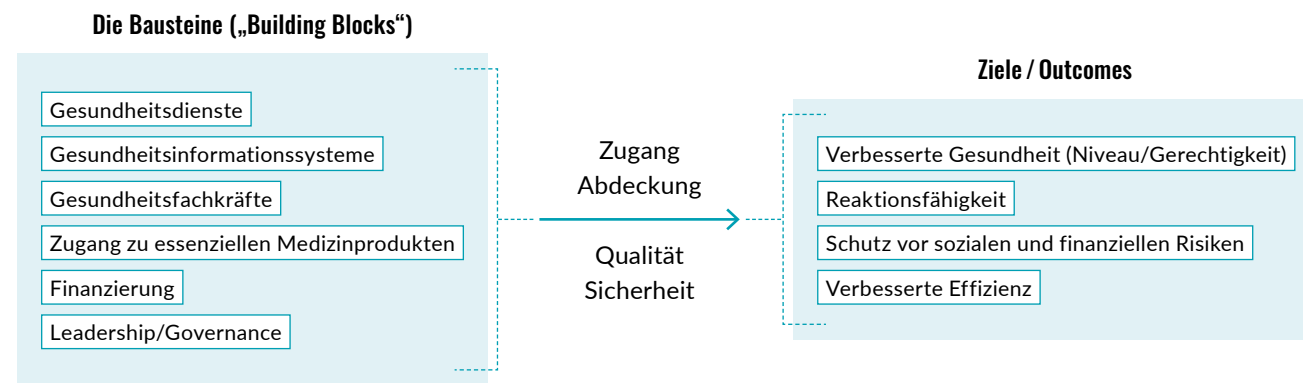 Die Bausteine („Building Blocks“)
Gesundheitsdienste
Gesundheitsinformationssysteme
Gesundheitsfachkräfte
Zugang zu essenziellen Medizinprodukten
Finanzierung
Leadership/Governance
Zugang
Abdeckung
Qualität
Sicherheit
Ziele / Outcomes
Verbesserte Gesundheit (Niveau/Gerechtigkeit)
Reaktionsfähigkeit
Schutz vor sozialen und finanziellen Risiken
Verbesserte Effizienz